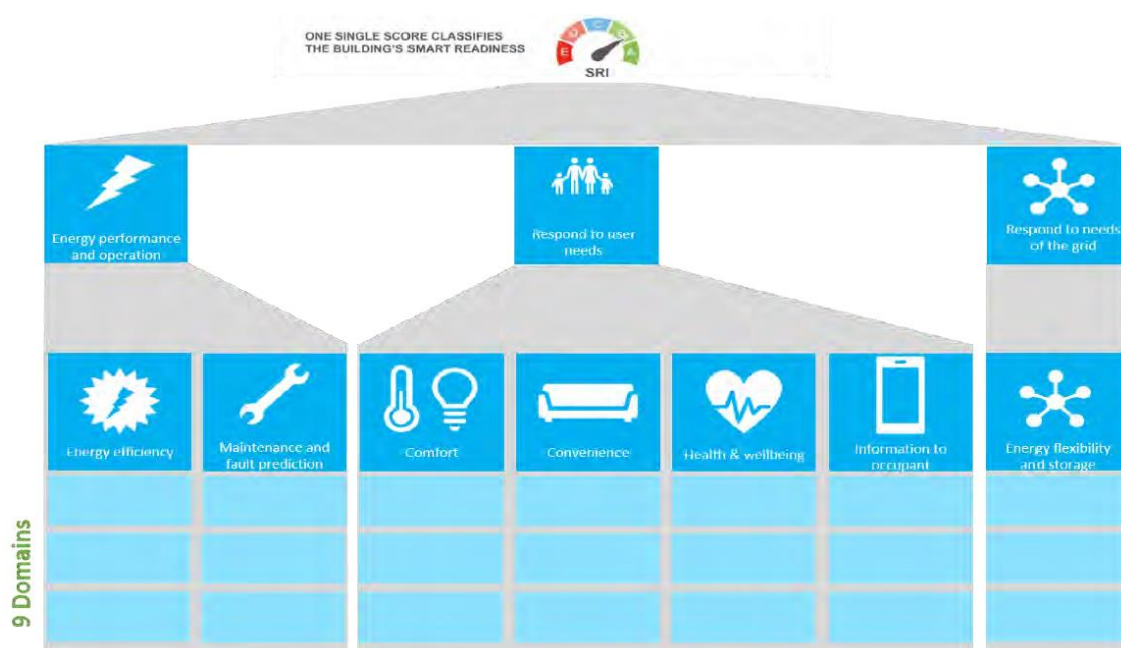 ONE SINGLE SCORE CLASSIFIES
THE BUILDING'S SMART READINESS
E D C B A
SRI
Energy performance
and operation
Respond to user
needs
Respond to needs
of the grid
Energy efficiency
Maintenance and
fault prediction
Comfort
Convenience
Health & wellbeing
Information to
occupant
Energy flexibility
and storage
9 Domains